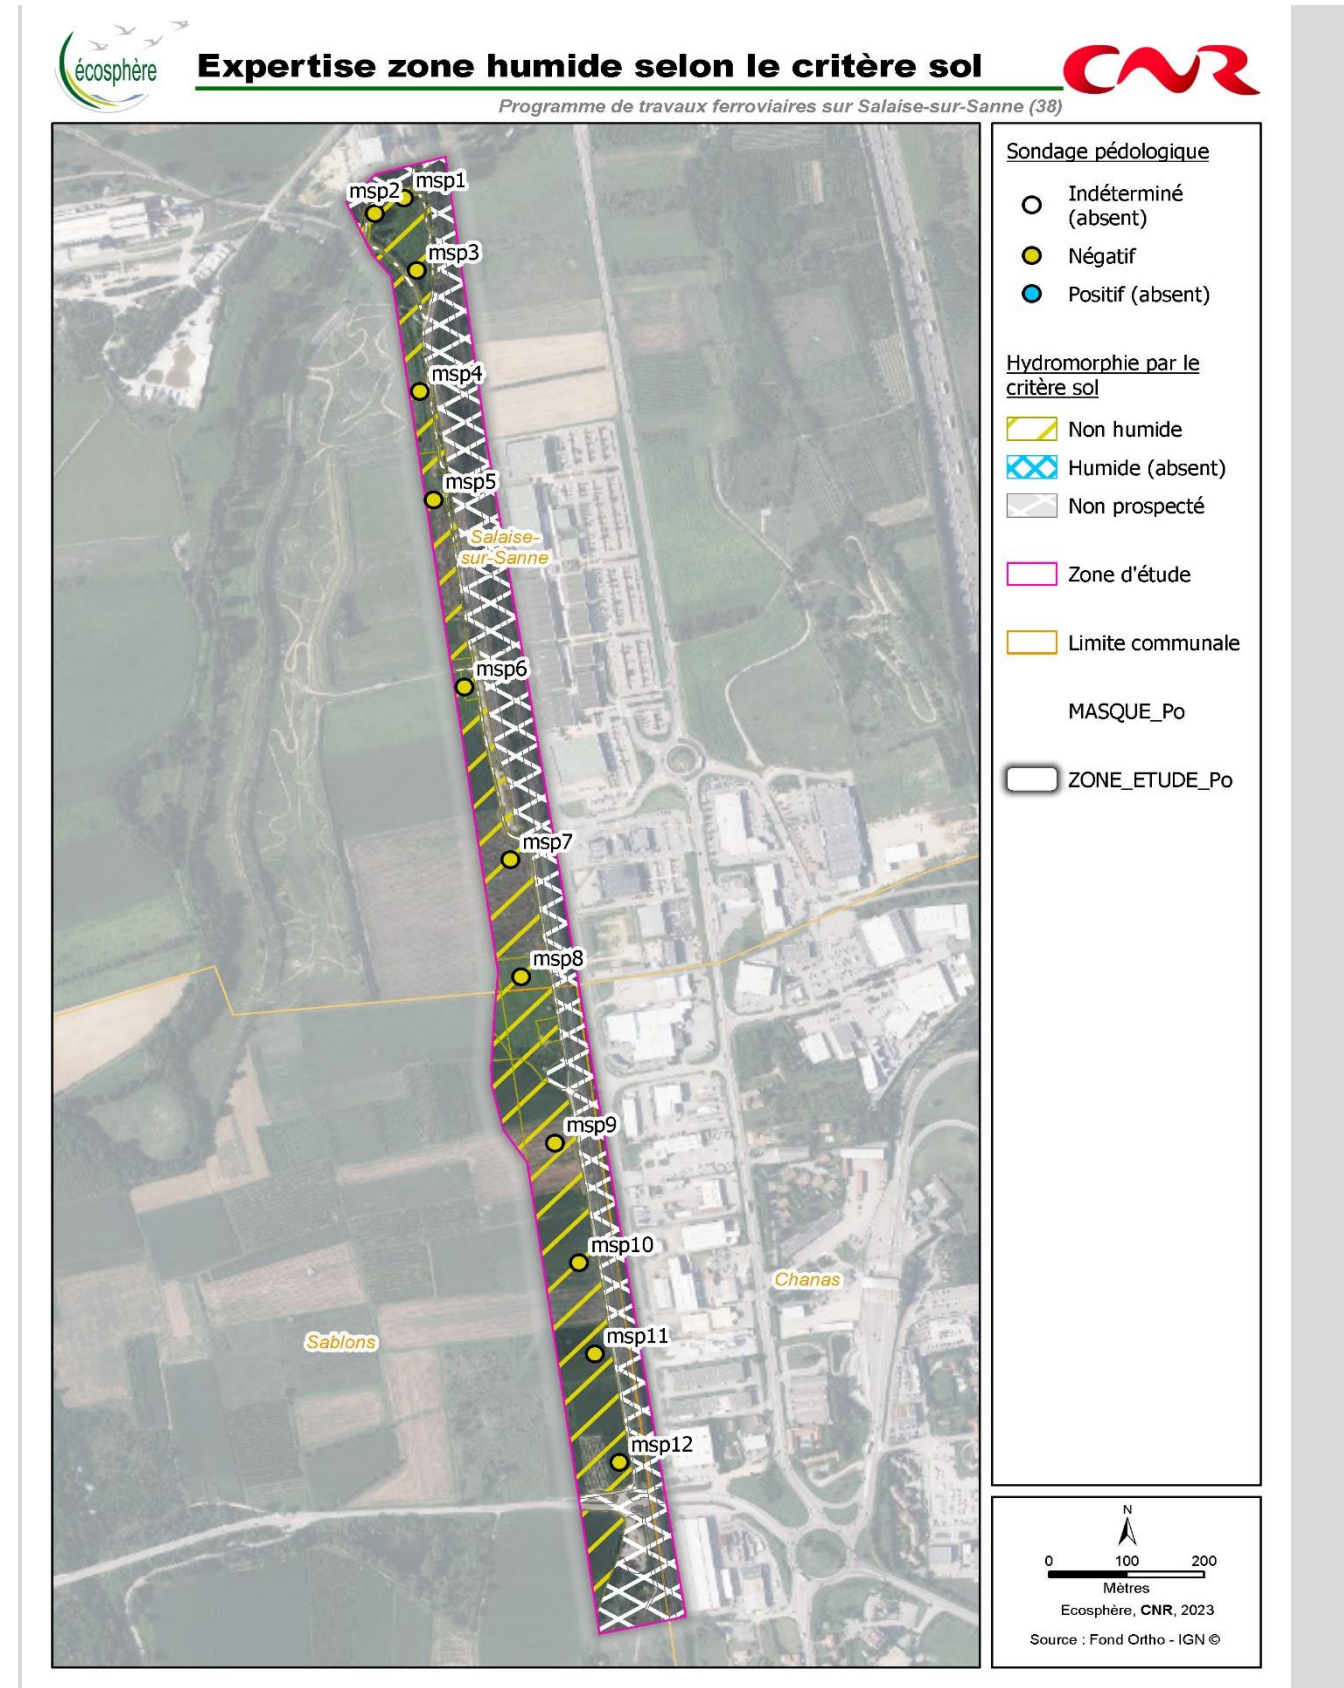 écosphère
Expertise zone humide selon le critère sol
CNR
Programme de travaux ferroviaires sur Salaise-sur-Sanne (38)
msp1
msp2
msp3
msp4
msp5
Salaise-
sur-Sanne
msp6
msp7
msp8
msp9
msp10
Chanas
Sablons
msp11
msp12
Sondage pédologique
Indéterminé
(absent)
Négatif
Positif (absent)
Hydromorphie par le
critère sol
Non humide
Humide (absent)
Non prospecté
Zone d'étude
Limite communale
MASQUE_Po
ZONE_ETUDE_Po
N
0 100 200
Mètres
Ecosphère, CNR, 2023
Source : Fond Ortho - IGN ©